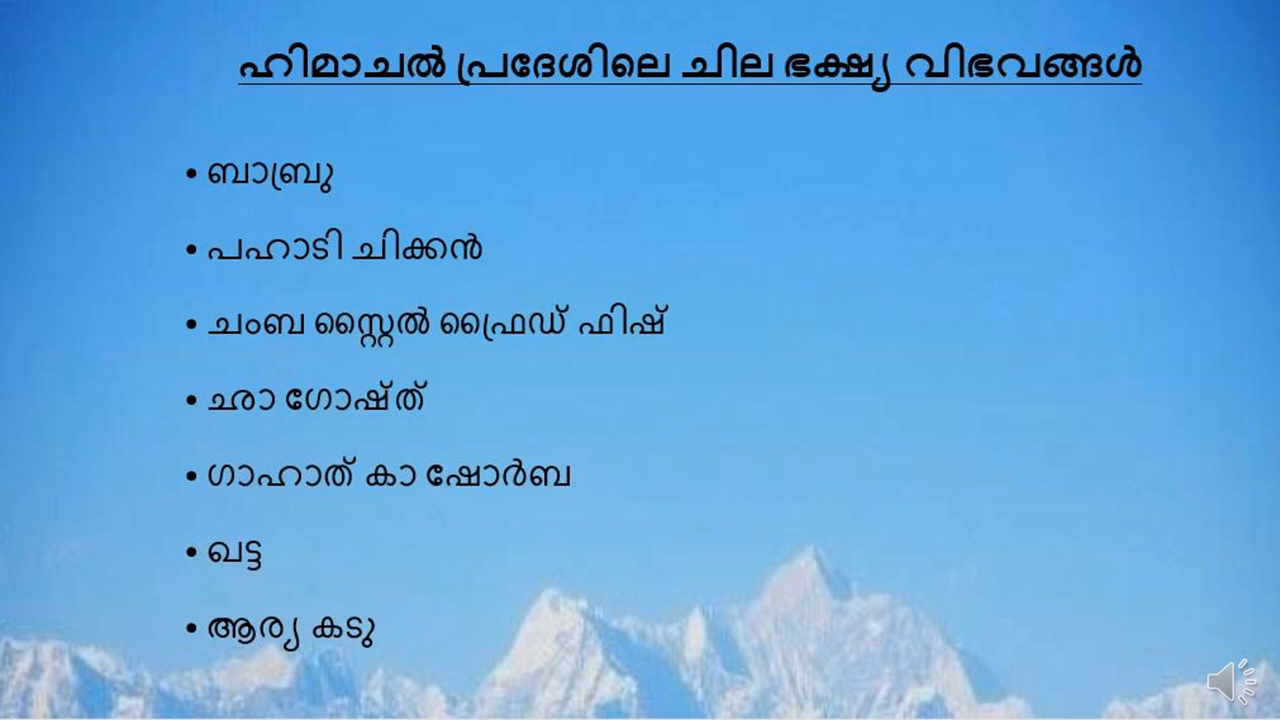 ഹിമാചൽ പ്രദേശിലെ ചില ഭക്ഷ്യ വിഭവങ്ങൾ
• ബാബ്രു
• പഹാടി ചിക്കൻ
• ചംബ സ്റ്റൈൽ ഫ്രൈഡ് ഫിഷ്
• ഛാ ഗോഷ്ത്
• ഗാഹാത് കാ ഷോർബ
• ഖട്ട
• ആര്യ കടു